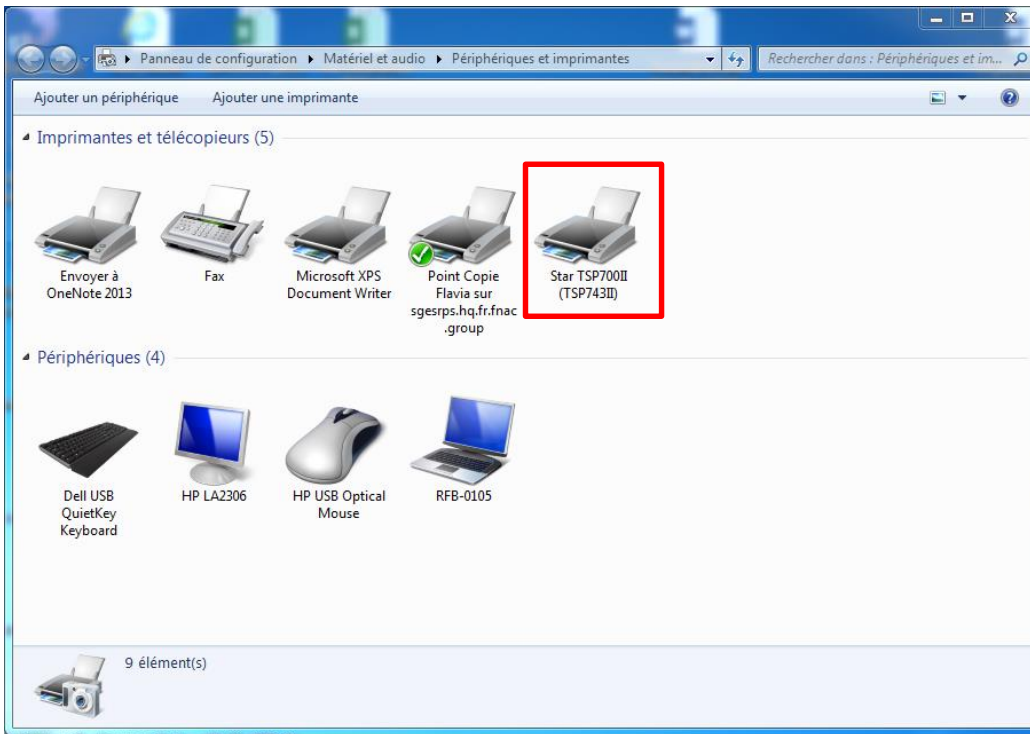 Panneau de configuration Matériel et audio Périphériques et imprimantes
Rechercher dans : Périphériques et im...
Ajouter un périphérique Ajouter une imprimante
Imprimantes et télécopieurs (5)
Envoyer à
OneNote 2013
Fax
Microsoft XPS
Document Writer
Point Copie
Flavia sur
sgesrps.hq.fr.fnac
.group
Star TSP700II
(TSP743II)
Périphériques (4)
Dell USB
QuietKey
Keyboard
HP LA2306
HP USB Optical
Mouse
RFB-0105
9 élément(s)